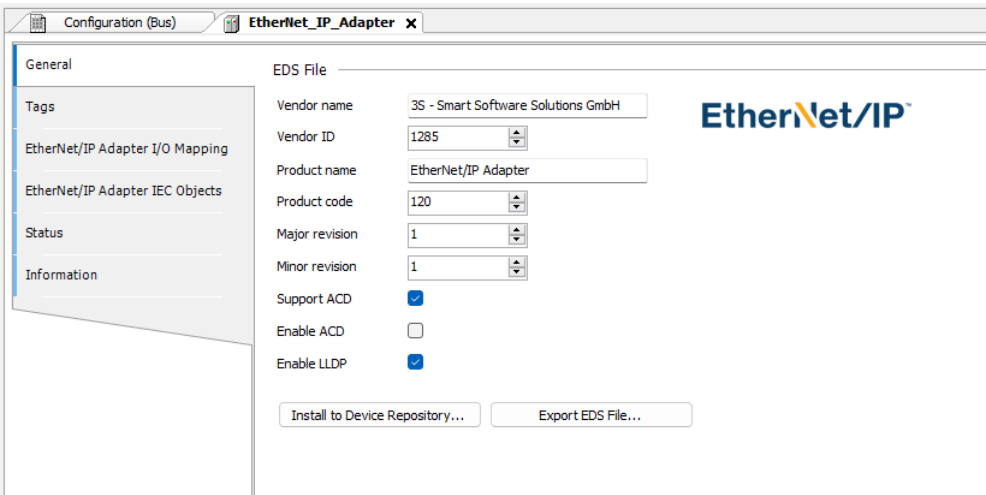 Configuration (Bus)
EtherNet_IP_Adapter
General
Tags
EtherNet/IP Adapter I/O Mapping
EtherNet/IP Adapter IEC Objects
Status
Information
EDS File
Vendor name 3S - Smart Software Solutions GmbH
Vendor ID 1285
Product name EtherNet/IP Adapter
Product code 120
Major revision 1
Minor revision 1
Support ACD
Enable ACD
Enable LLDP
Install to Device Repository... Export EDS File...
EtherNet/IP™